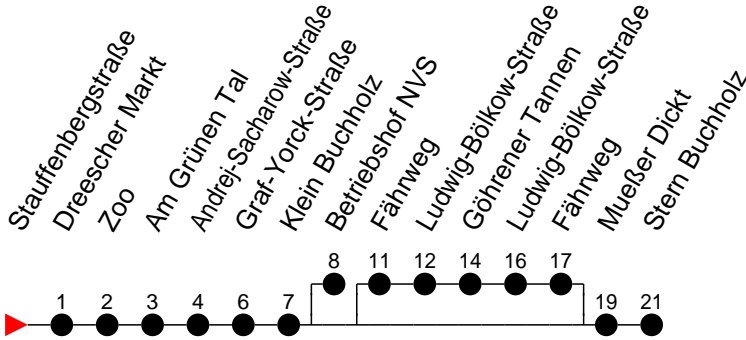 Stauffenbergstraße
Dreescher Markt
Zoo
Am Grünen Tal
Andrej-Sacharow-Straße
Graf-Yorck-Straße
Klein Buchholz
Betriebshof NVS
Fährweg
Ludwig-Bölkow-Straße
Göhrener Tannen
Ludwig-Bölkow-Straße
Fährweg
Mueßer Dickt
Stern Buchholz
8 11 12 14 16 17
1 2 3 4 6 7 19 21